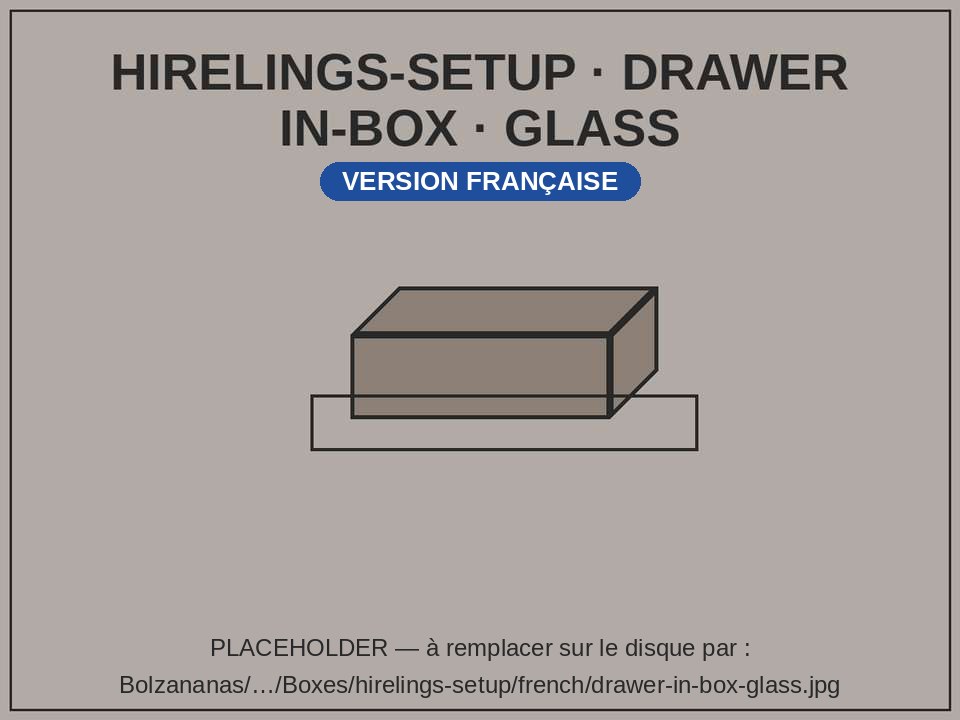 HIRELINGS-SETUP · DRAWER
IN-BOX · GLASS
VERSION FRANÇAISE
PLACEHOLDER — à remplacer sur le disque par :
Bolzananas/…/Boxes/hirelings-setup/french/drawer-in-box-glass.jpg